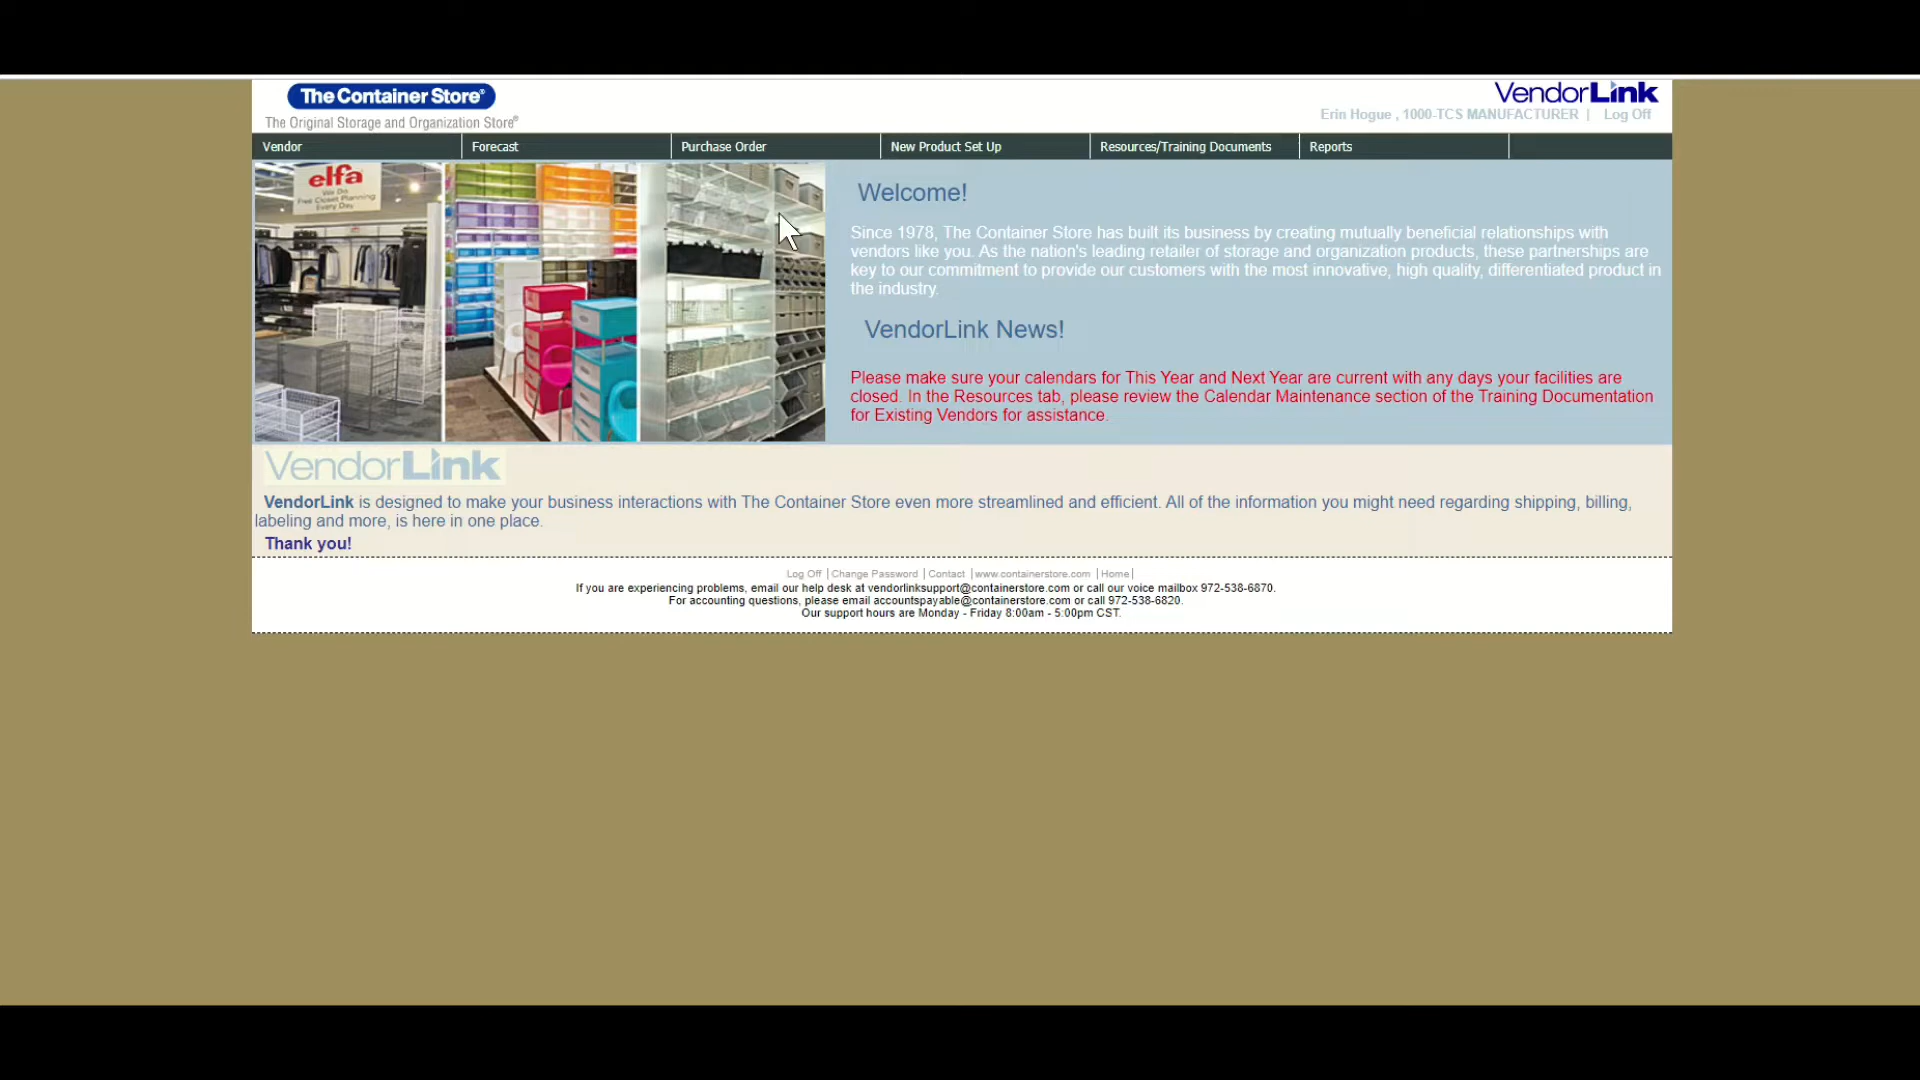 The Container Store®
The Original Storage and Organization Store®
VendorLink
Erin Hogue , 1000-TCS MANUFACTURER | Log Off
Vendor Forecast Purchase Order New Product Set Up Resources/Training Documents Reports
elfa
We Do
Free Closet Planning
Every Day
Welcome!
Since 1978, The Container Store has built its business by creating mutually beneficial relationships with
vendors like you. As the nation's leading retailer of storage and organization products, these partnerships are
key to our commitment to provide our customers with the most innovative, high quality, differentiated product in
the industry.
VendorLink News!
Please make sure your calendars for This Year and Next Year are current with any days your facilities are
closed. In the Resources tab, please review the Calendar Maintenance section of the Training Documentation
for Existing Vendors for assistance.
VendorLink
VendorLink is designed to make your business interactions with The Container Store even more streamlined and efficient. All of the information you might need regarding shipping, billing,
labeling and more, is here in one place.
Thank you!
Log Off | Change Password | Contact | www.containerstore.com | Home |
If you are experiencing problems, email our help desk at vendorlinksupport@containerstore.com or call our voice mailbox 972-538-6870.
For accounting questions, please email accountspayable@containerstore.com or call 972-538-6820.
Our support hours are Monday - Friday 8:00am - 5:00pm CST.